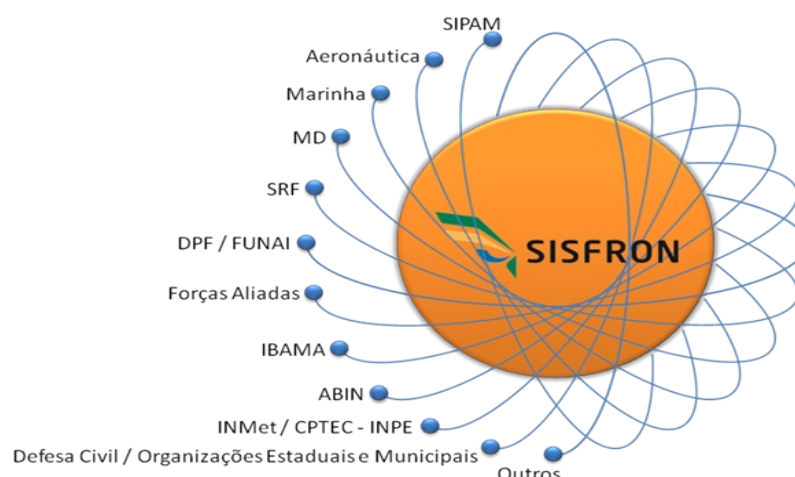 SIPAM
Aeronáutica
Marinha
MD
SRF
DPF / FUNAI
Forças Aliadas
IBAMA
ABIN
INMet / CPTEC - INPE
Defesa Civil / Organizações Estaduais e Municipais
Outros
SISFRON